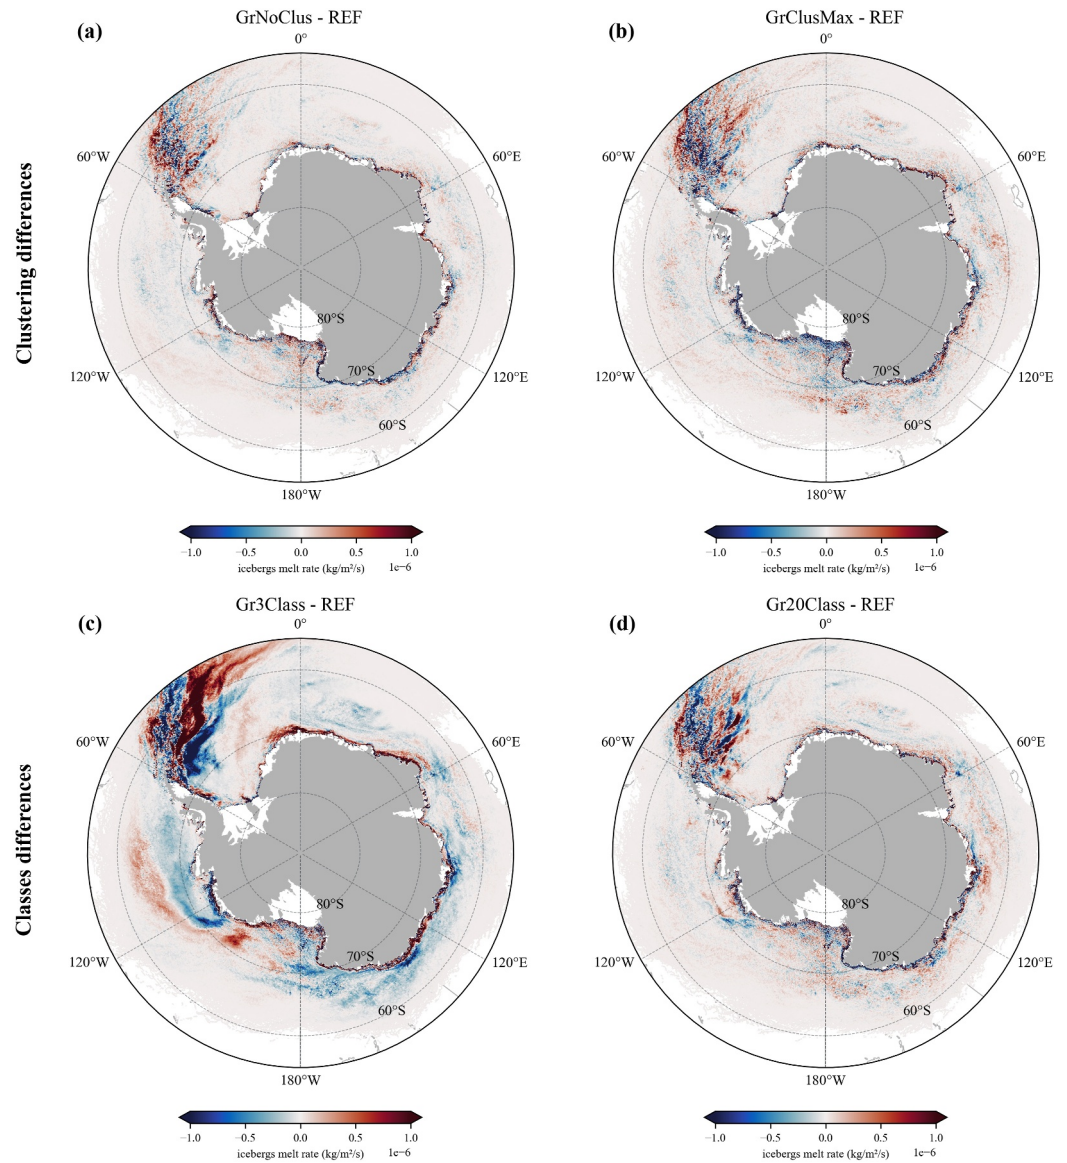 GrNoClus - REF
(a)
0°
60°W
60°E
80°S
70°S
60°S
120°W
120°E
180°W
−1.0 −0.5 0.0 0.5 1.0
icebergs melt rate (kg/m²/s) 1e−6
GrClusMax - REF
(b)
0°
60°W
60°E
80°S
70°S
60°S
120°W
120°E
180°W
−1.0 −0.5 0.0 0.5 1.0
icebergs melt rate (kg/m²/s) 1e−6
Clustering differences
Gr3Class - REF
(c)
0°
60°W
60°E
80°S
70°S
60°S
120°W
120°E
180°W
−1.0 −0.5 0.0 0.5 1.0
icebergs melt rate (kg/m²/s) 1e−6
Gr20Class - REF
(d)
0°
60°W
60°E
80°S
70°S
60°S
120°W
120°E
180°W
−1.0 −0.5 0.0 0.5 1.0
icebergs melt rate (kg/m²/s) 1e−6
Classes differences